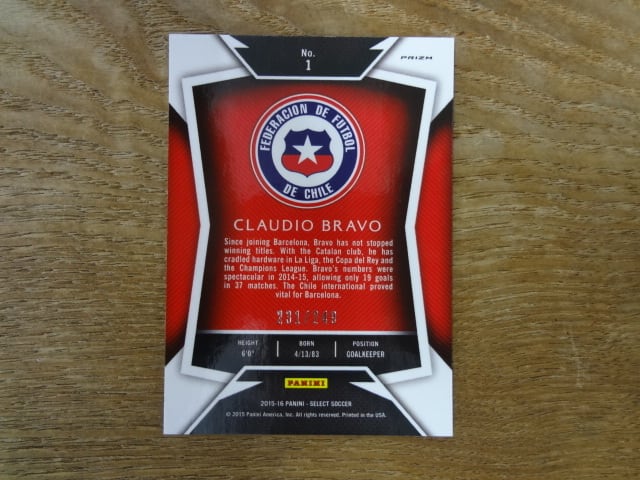 No.
1
PRIZM
FEDERACION DE FUTBOL
DE CHILE
CLAUDIO BRAVO
Since joining Barcelona, Bravo has not stopped
winning titles. With the Catalan club, he has
cradled hardware in La Liga, the Copa del Rey and
the Champions League. Bravo's numbers were
spectacular in 2014-15, allowing only 19 goals
in 37 matches. The Chile international proved
vital for Barcelona.
231/249
HEIGHT
6'0"
BORN
4/13/83
POSITION
GOALKEEPER
PANINI
2015-16 PANINI - SELECT SOCCER
© 2015 Panini America, Inc. All rights reserved. Printed in the USA.